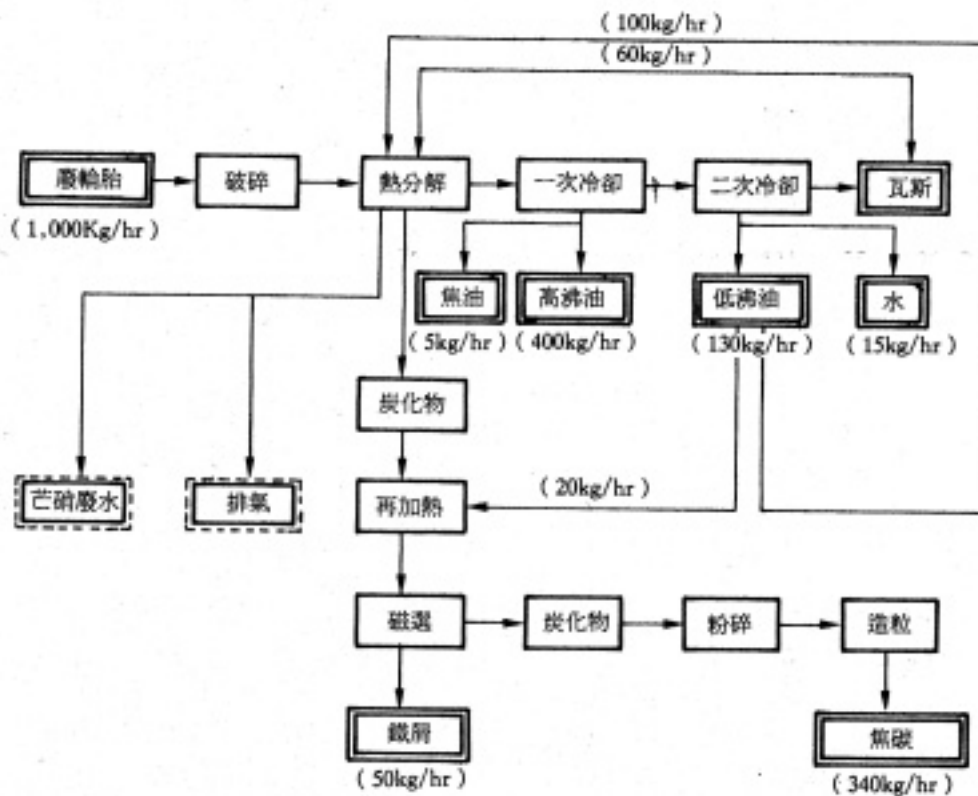 (100kg/hr)
(60kg/hr)
廢輪胎
破碎
熱分解
一次冷卻
二次冷卻
瓦斯
(1,000Kg/hr)
焦油
高沸油
低沸油
水
(5kg/hr)
(400kg/hr)
(130kg/hr)
(15kg/hr)
炭化物
芒硝廢水
排氣
再加熱
(20kg/hr)
磁選
炭化物
粉碎
造粒
鐵屑
焦碳
(50kg/hr)
(340kg/hr)